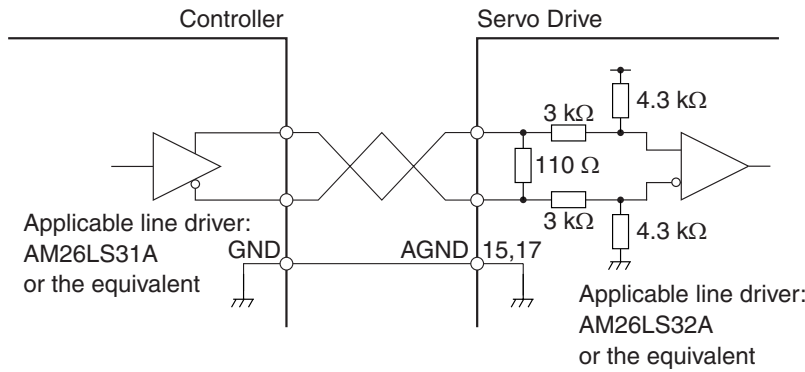 Controller
Servo Drive
3 kΩ
4.3 kΩ
110 Ω
3 kΩ
4.3 kΩ
Applicable line driver:
AM26LS31A
or the equivalent
GND
AGND
15,17
Applicable line driver:
AM26LS32A
or the equivalent